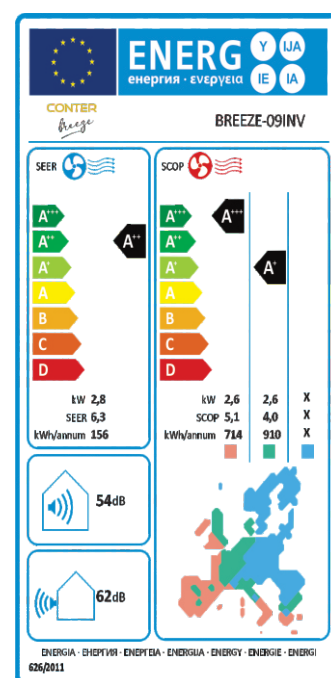 ENERG
енергия · ενεργεια
Y IJA
IE IA
CONTER
freeze
BREEZE-09INV
SEER
SCOP
A+++
A++
A+
A
B
C
D
A++
A+++
A++
A+
A
B
C
D
A+++
A+
kW 2,8
SEER 6,3
kWh/annum 156
kW 2,6 2,6 X
SCOP 5,1 4,0 X
kWh/annum 714 910 X
54dB
62dB
ENERGIA · ЕНЕРГИЯ · ΕΝΕΡΓΕΙΑ · ENERGIJA · ENERGY · ENERGIE · ENERGI
626/2011